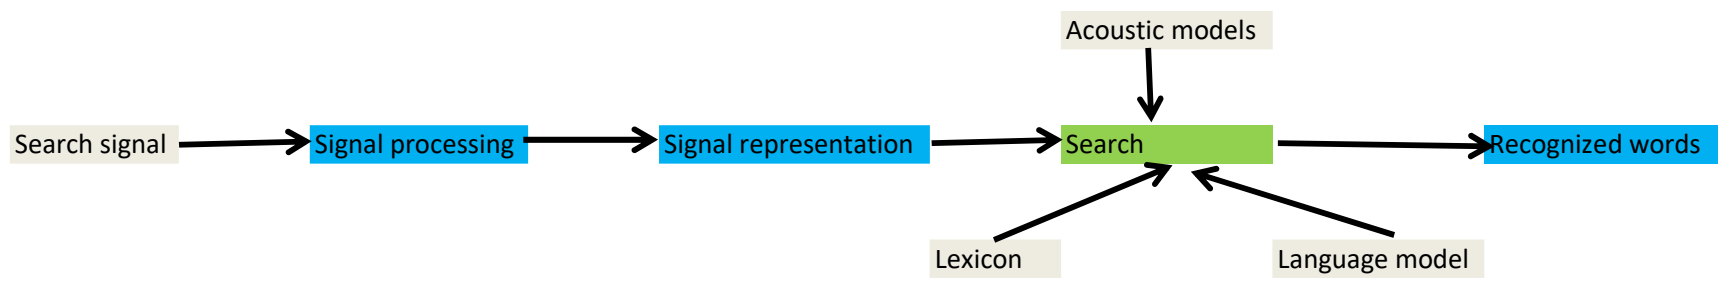 Acoustic models
Search signal
Signal processing
Signal representation
Search
Recognized words
Lexicon
Language model